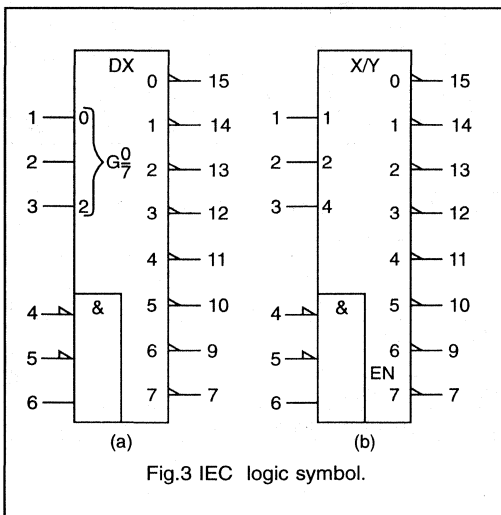 DX
0 15
1 0 1 14
2 G 0/7 2 13
3 2 3 12
4 11
& 5 10
4 6 9
5 7 7
6
(a)
X/Y
0 15
1 1 1 14
2 2 2 13
3 4 3 12
4 11
& 5 10
4 6 9
5 EN 7 7
6
(b)
Fig.3 IEC logic symbol.